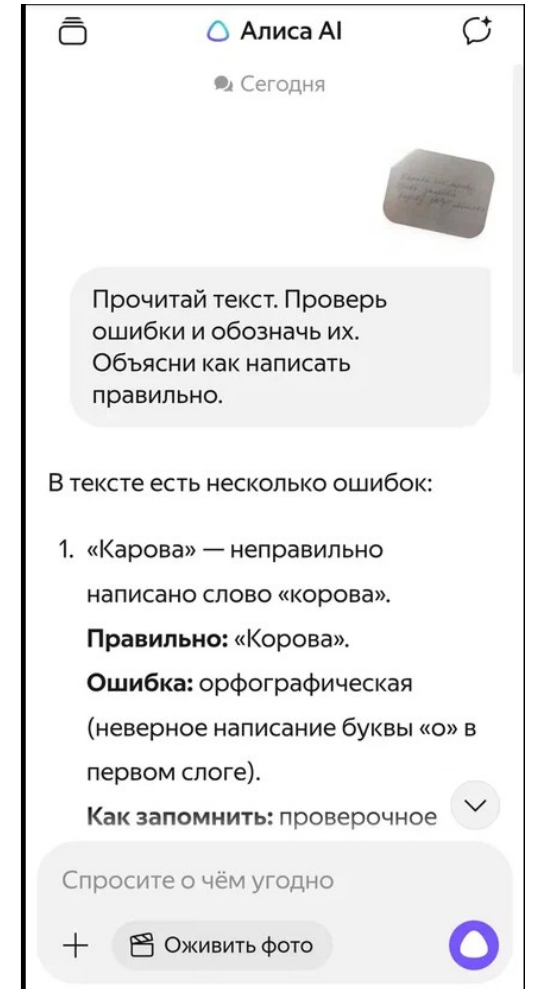 Алиса AI
Сегодня
Прочитай текст. Проверь
ошибки и обозначь их.
Объясни как написать
правильно.
В тексте есть несколько ошибок:
1. «Карова» — неправильно
написано слово «корова».
Правильно: «Корова».
Ошибка: орфографическая
(неверное написание буквы «о» в
первом слоге).
Как запомнить: проверочное
Спросите о чём угодно
Оживить фото